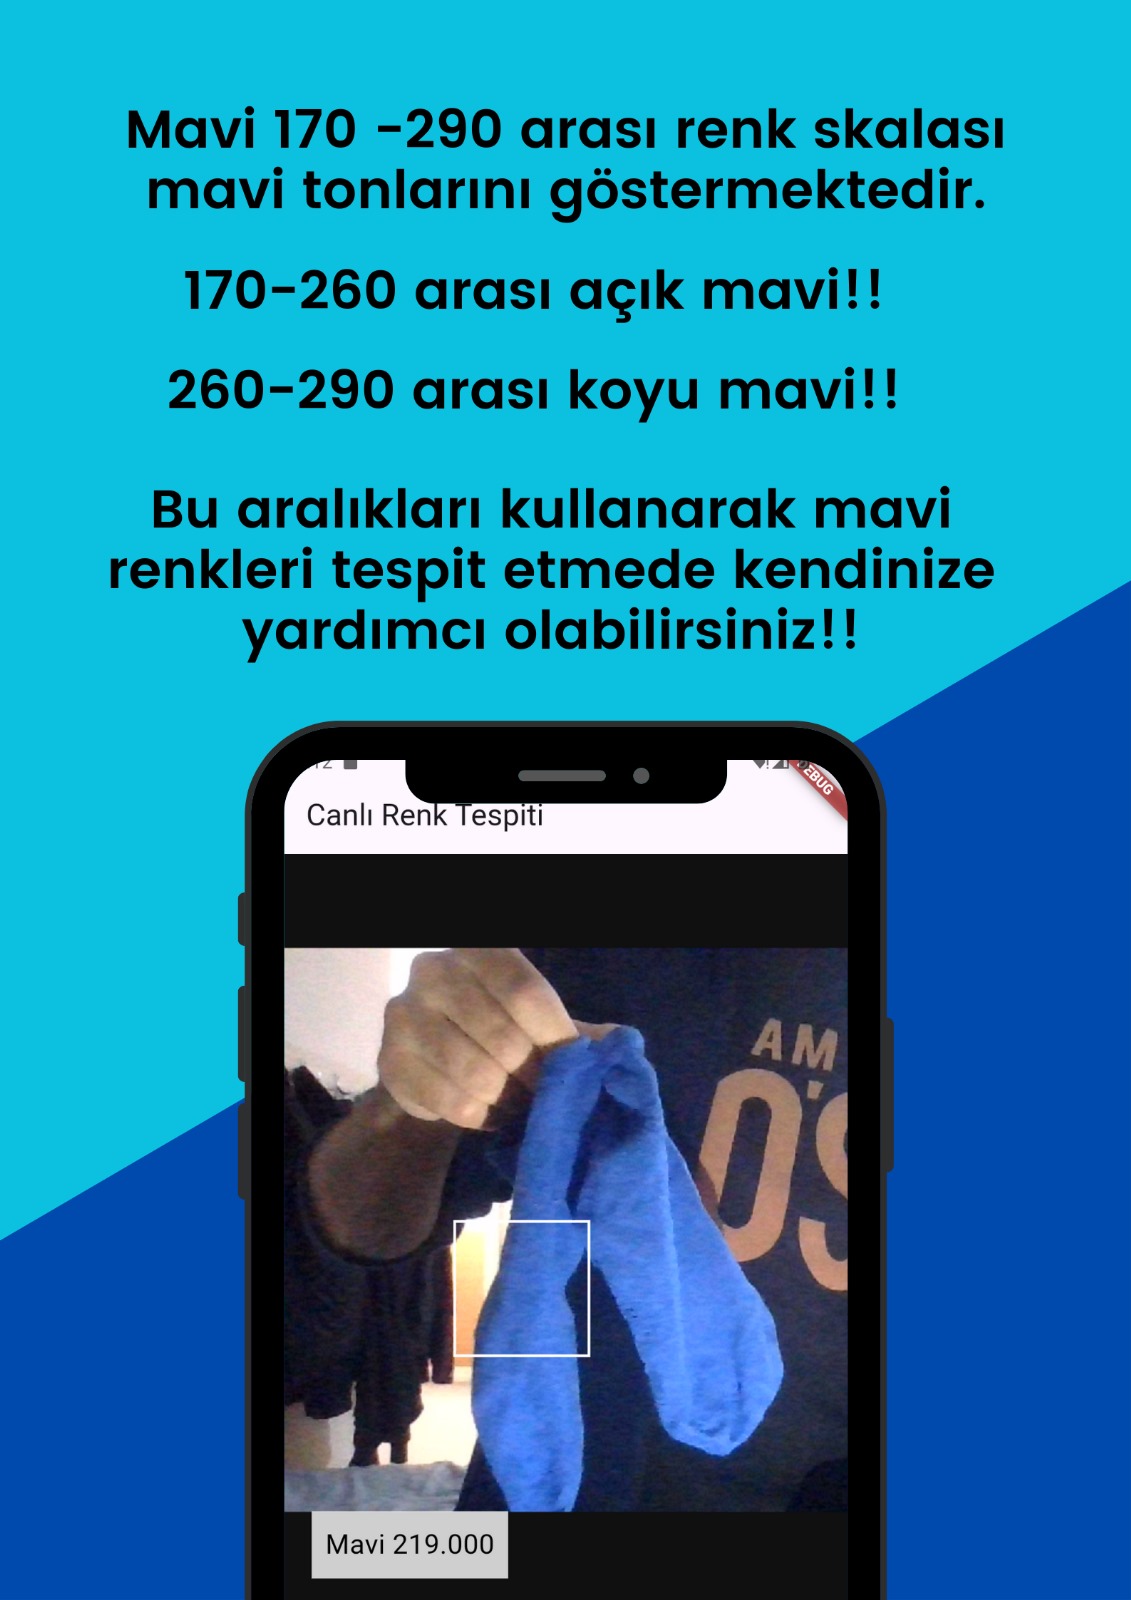 Mavi 170 -290 arası renk skalası
mavi tonlarını göstermektedir.
170-260 arası açık mavi!!
260-290 arası koyu mavi!!
Bu aralıkları kullanarak mavi
renkleri tespit etmede kendinize
yardımcı olabilirsiniz!!
Canlı Renk Tespiti
AM
Mavi 219.000